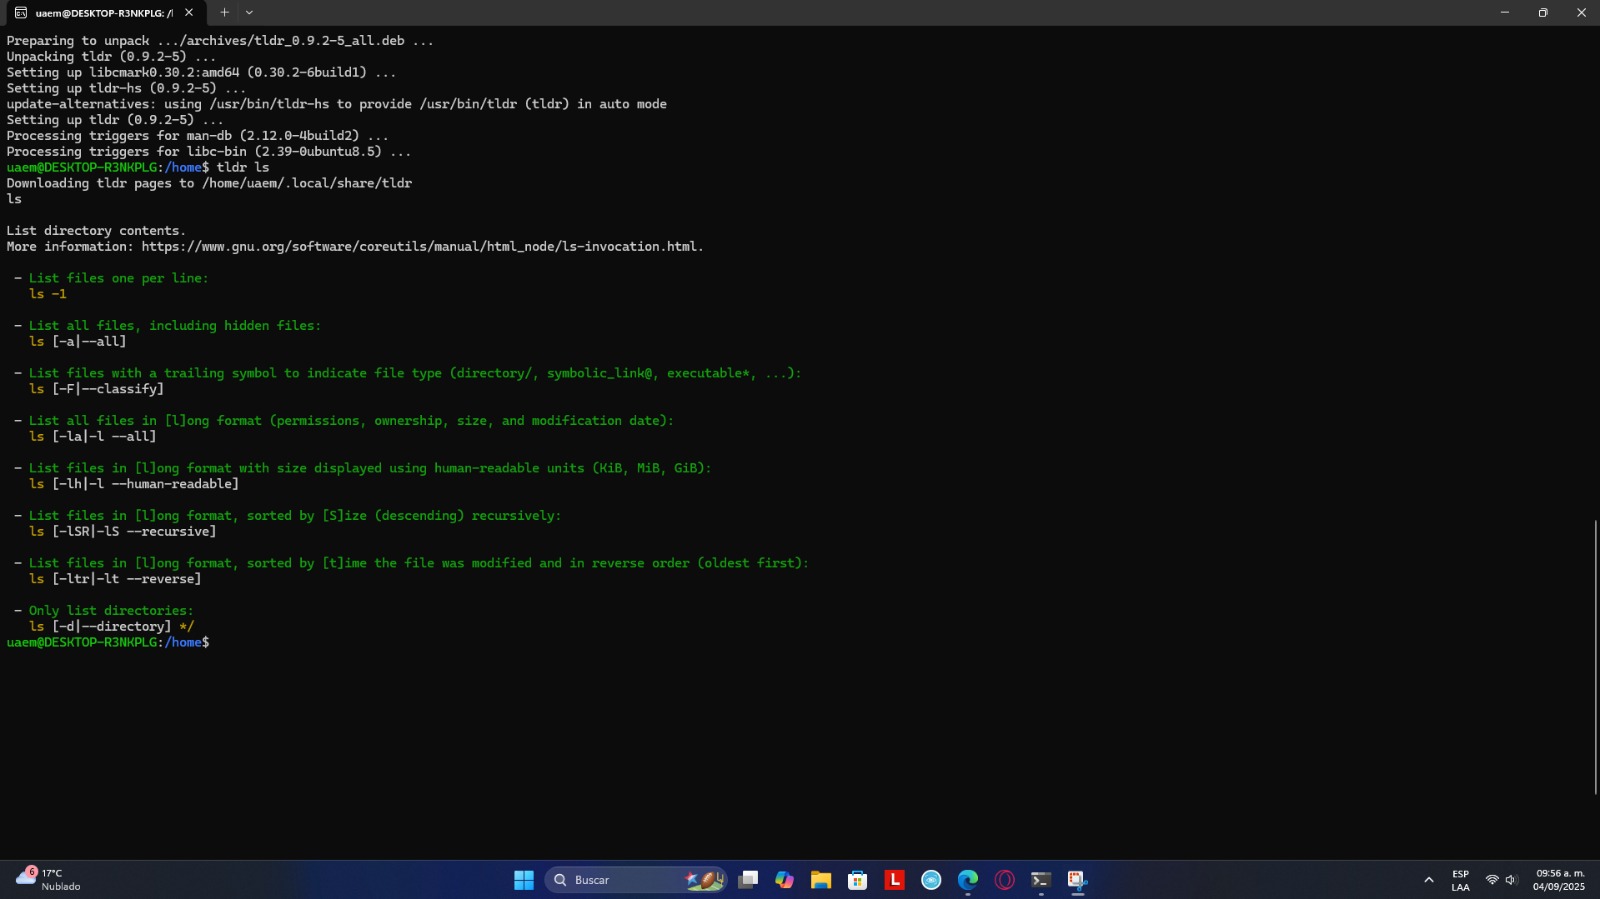 uaem@DESKTOP-R3NKPLG: /
Preparing to unpack .../archives/tldr_0.9.2-5_all.deb ...
Unpacking tldr (0.9.2-5) ...
Setting up libcmark0.30.2:amd64 (0.30.2-6build1) ...
Setting up tldr-hs (0.9.2-5) ...
update-alternatives: using /usr/bin/tldr-hs to provide /usr/bin/tldr (tldr) in auto mode
Setting up tldr (0.9.2-5) ...
Processing triggers for man-db (2.12.0-4build2) ...
Processing triggers for libc-bin (2.39-0ubuntu8.5) ...
uaem@DESKTOP-R3NKPLG:/home$ tldr ls
Downloading tldr pages to /home/uaem/.local/share/tldr
ls
List directory contents.
More information: https://www.gnu.org/software/coreutils/manual/html_node/ls-invocation.html.
- List files one per line:
ls -1
- List all files, including hidden files:
ls [-a|--all]
- List files with a trailing symbol to indicate file type (directory/, symbolic_link@, executable*, ...):
ls [-F|--classify]
- List all files in [l]ong format (permissions, ownership, size, and modification date):
ls [-la|-l --all]
- List files in [l]ong format with size displayed using human-readable units (KiB, MiB, GiB):
ls [-lh|-l --human-readable]
- List files in [l]ong format, sorted by [S]ize (descending) recursively:
ls [-lSR|-lS --recursive]
- List files in [l]ong format, sorted by [t]ime the file was modified and in reverse order (oldest first):
ls [-ltr|-lt --reverse]
- Only list directories:
ls [-d|--directory] */
uaem@DESKTOP-R3NKPLG:/home$
6
17°C
Nublado
Buscar
L
ESP
LAA
09:56 a. m.
04/09/2025